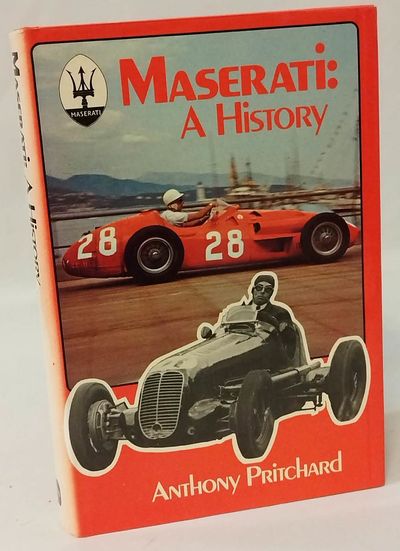 MASERATI: A HISTORY
MASERATI:
A HISTORY
MASERATI
28
28
ANTHONY PRITCHARD